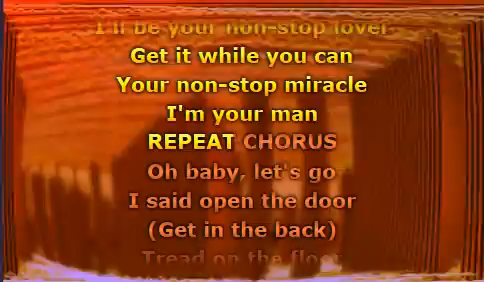 I'll be your non-stop lover
Get it while you can
Your non-stop miracle
I'm your man
REPEAT CHORUS
Oh baby, let's go
I said open the door
(Get in the back)
Tread on the floor